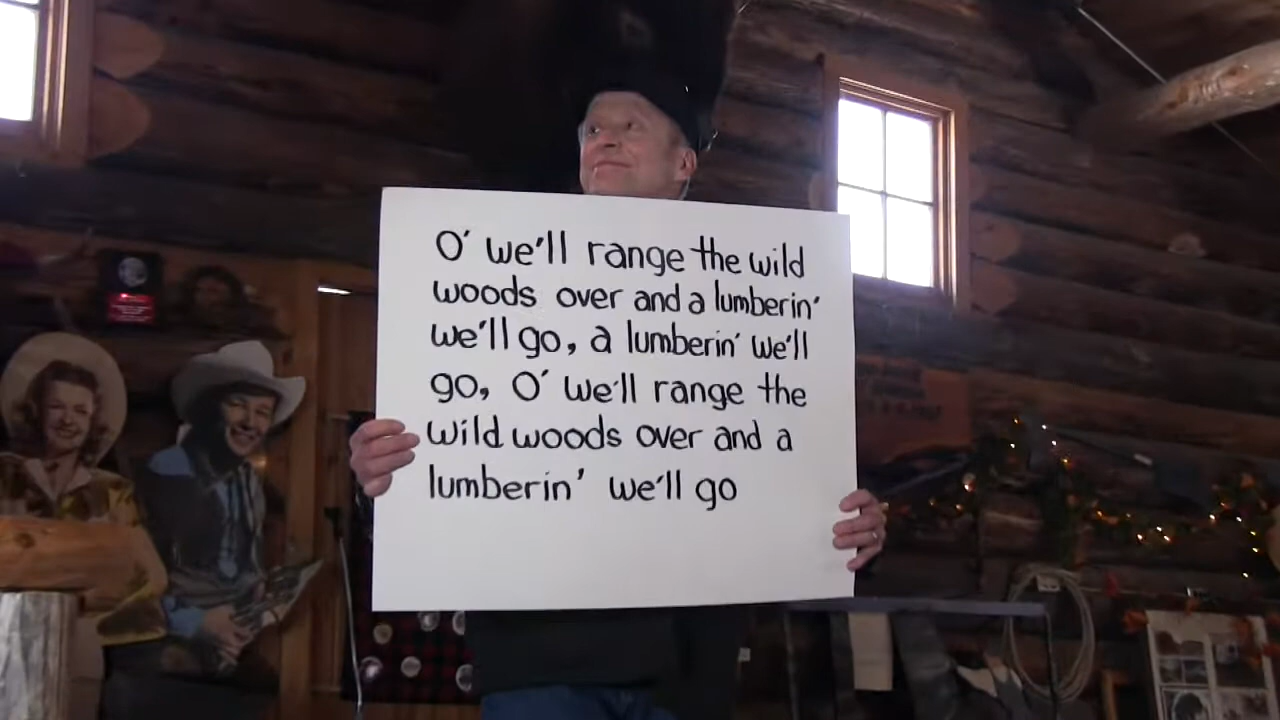 O' we'll range the wild
woods over and a lumberin'
we'll go, a lumberin' we'll
go, O' we'll range the
wild woods over and a
lumberin' we'll go